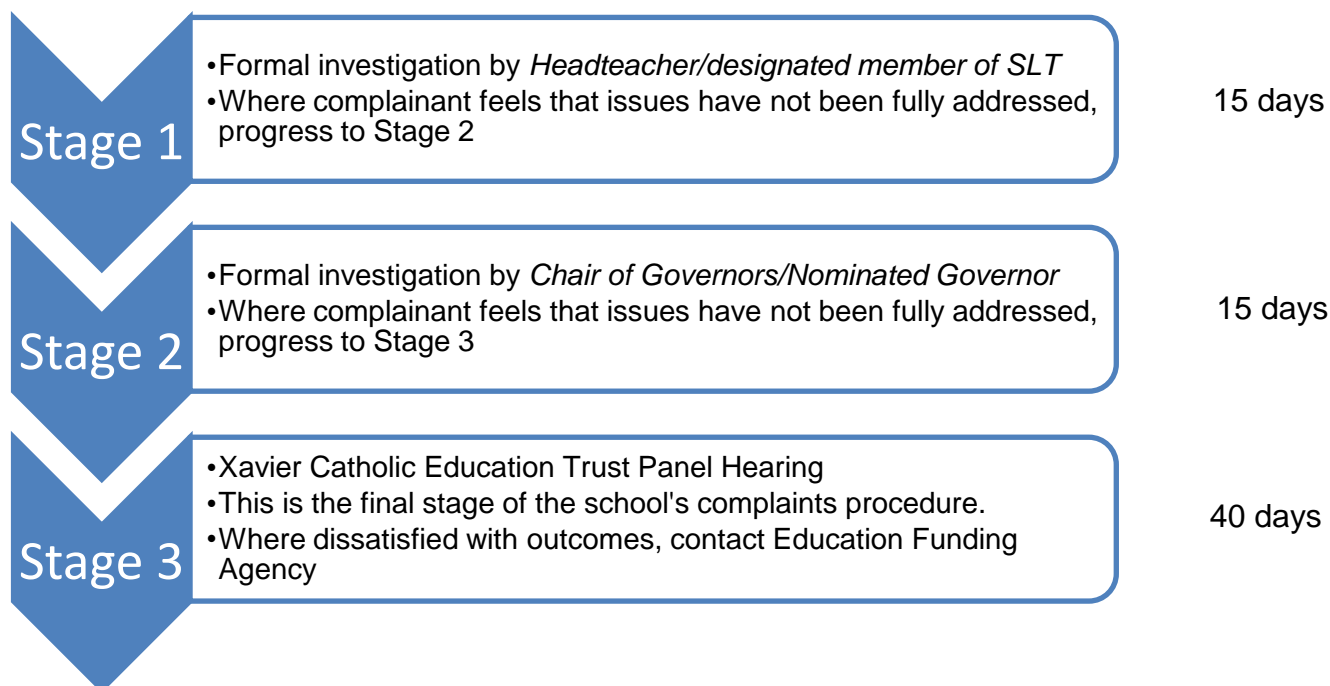 Stage 1
•Formal investigation by Headteacher/designated member of SLT
•Where complainant feels that issues have not been fully addressed,
progress to Stage 2
15 days
Stage 2
•Formal investigation by Chair of Governors/Nominated Governor
•Where complainant feels that issues have not been fully addressed,
progress to Stage 3
15 days
Stage 3
•Xavier Catholic Education Trust Panel Hearing
•This is the final stage of the school's complaints procedure.
•Where dissatisfied with outcomes, contact Education Funding
Agency
40 days